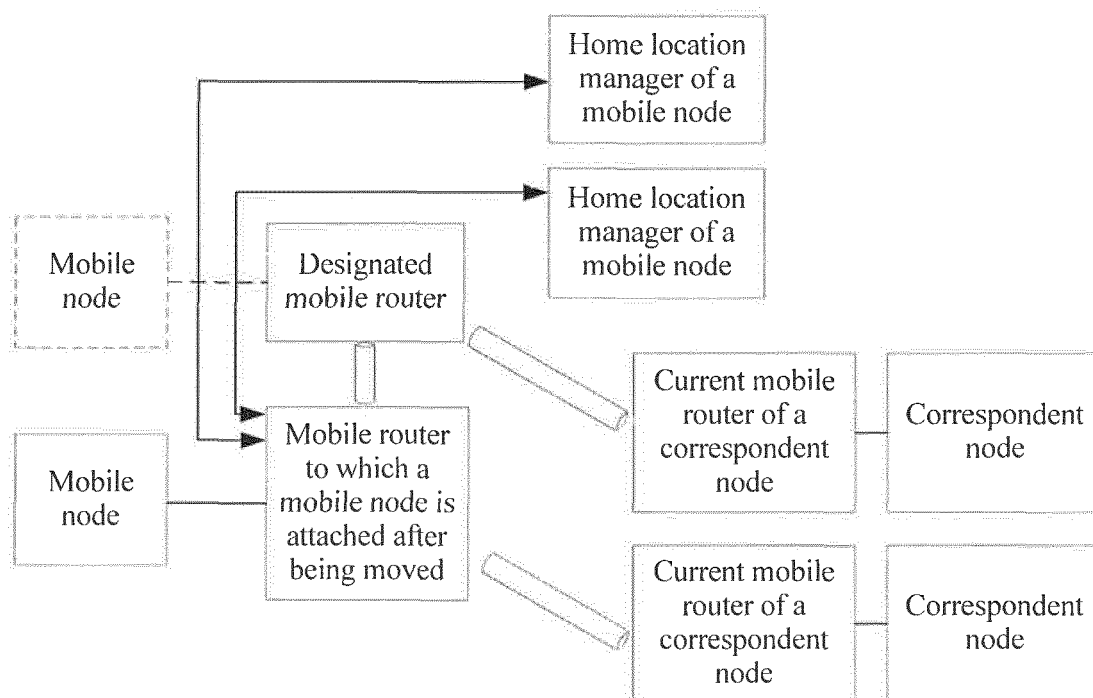 Home location
manager of a
mobile node
Home location
manager of a
mobile node
Mobile
node
Designated
mobile router
Mobile
node
Mobile router
to which a
mobile node is
attached after
being moved
Current mobile
router of a
correspondent
node
Correspondent
node
Current mobile
router of a
correspondent
node
Correspondent
node